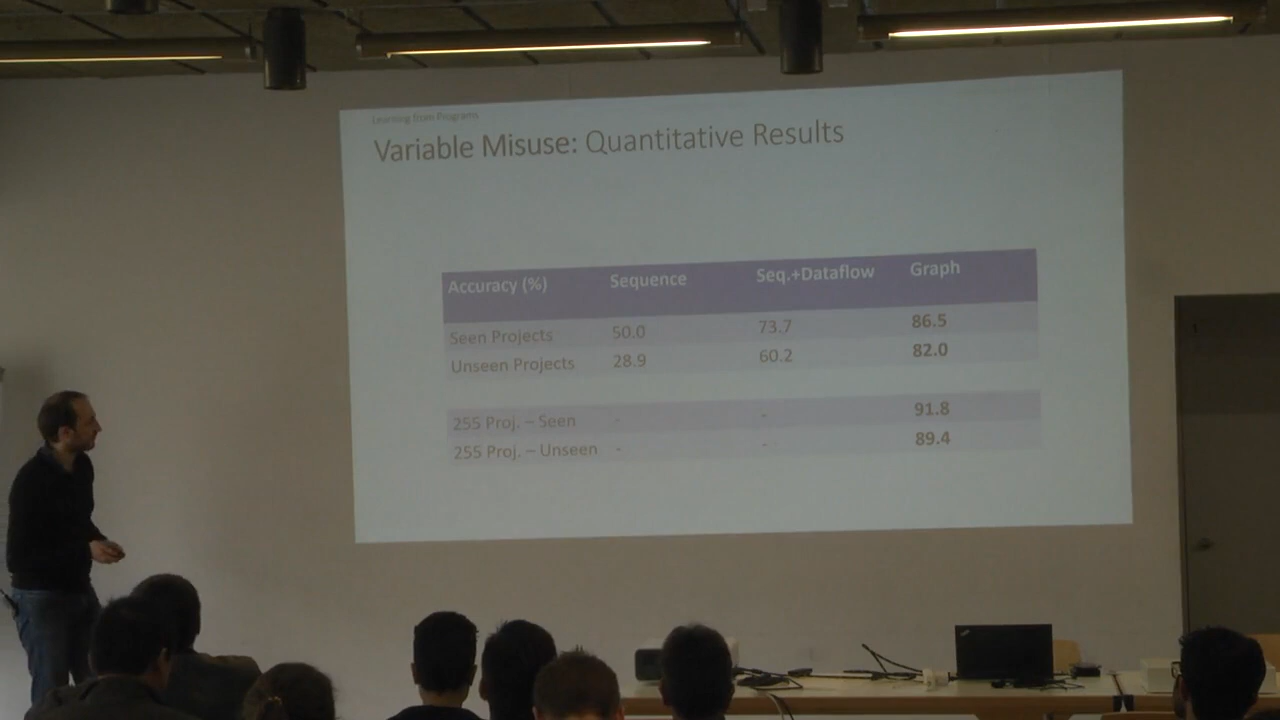 Learning from Programs
Variable Misuse: Quantitative Results
Accuracy (%) Sequence Seq.+Dataflow Graph
Seen Projects 50.0 73.7 86.5
Unseen Projects 28.9 60.2 82.0
255 Proj. – Seen - - 91.8
255 Proj. – Unseen - - 89.4